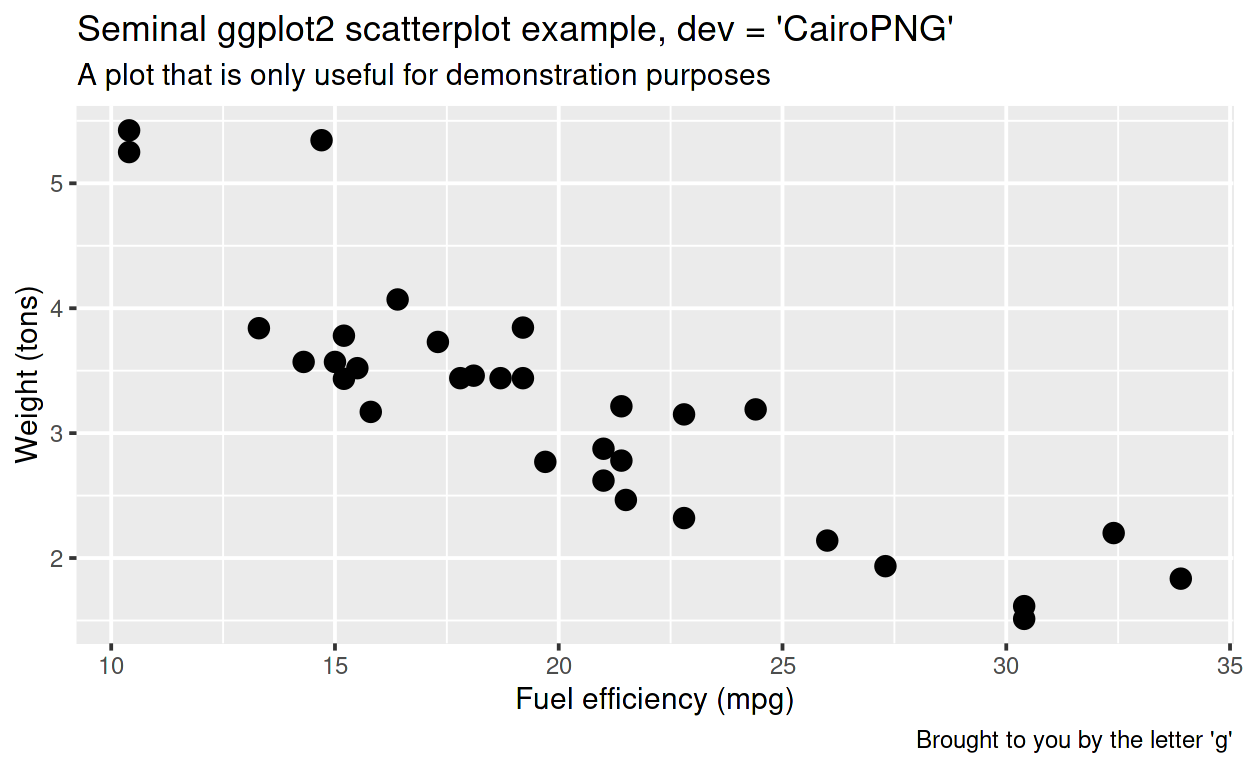 Seminal ggplot2 scatterplot example, dev = 'CairoPNG'
A plot that is only useful for demonstration purposes
Weight (tons)
5
4
3
2
10 15 20 25 30 35
Fuel efficiency (mpg)
Brought to you by the letter 'g'